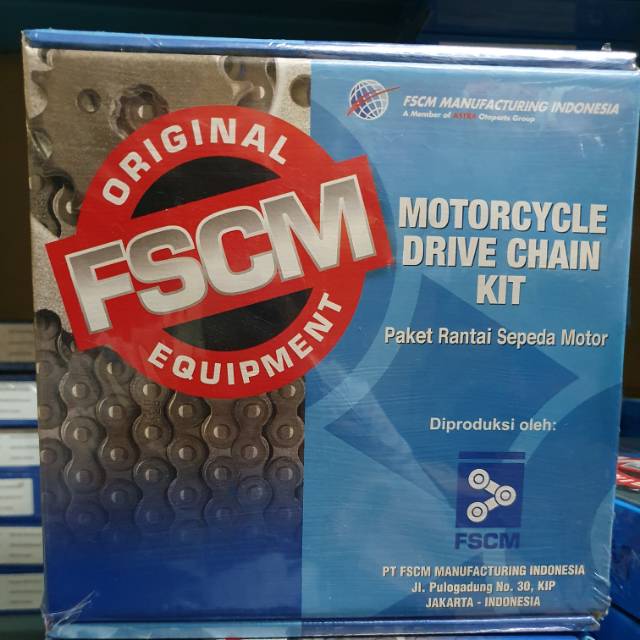 ORIGINAL
FSCM
EQUIPMENT
FSCM MANUFACTURING INDONESIA
A Member of ASTRA Otoparts Group
MOTORCYCLE
DRIVE CHAIN
KIT
Paket Rantai Sepeda Motor
Diproduksi oleh:
FSCM
PT FSCM MANUFACTURING INDONESIA
Jl. Pulogadung No. 30, KIP
JAKARTA - INDONESIA